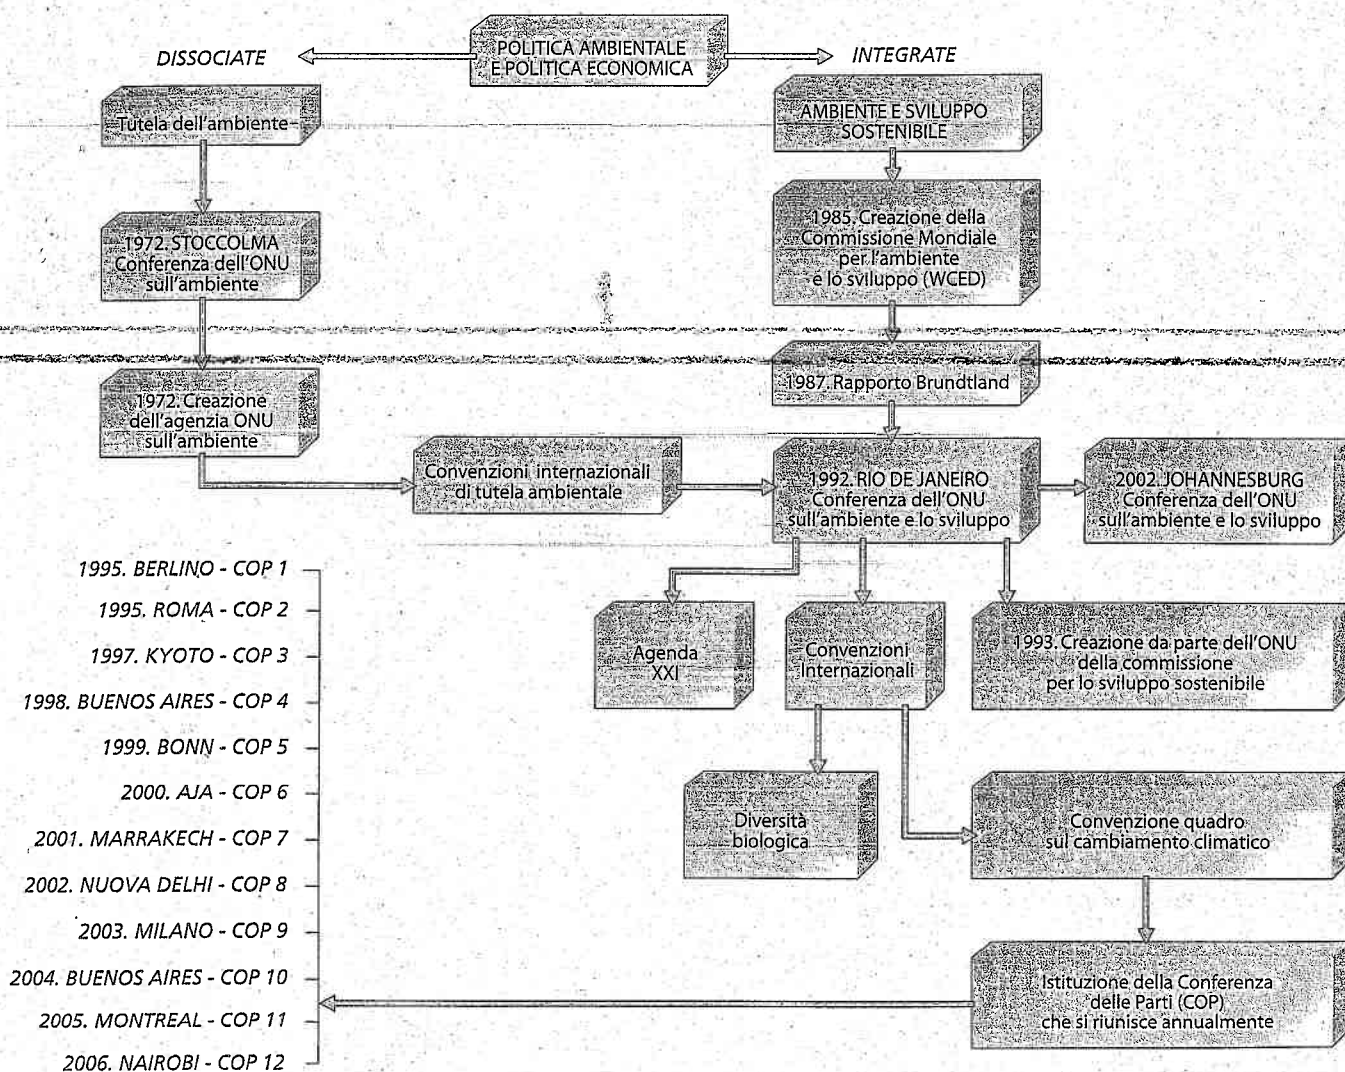 POLITICA AMBIENTALE
E POLITICA ECONOMICA
DISSOCIATE
INTEGRATE
Tutela dell'ambiente
AMBIENTE E SVILUPPO
SOSTENIBILE
1972. STOCCOLMA
Conferenza dell'ONU
sull'ambiente
1985. Creazione della
Commissione Mondiale
per l'ambiente
e lo sviluppo (WCED)
1972. Creazione
dell'agenzia ONU
sull'ambiente
1987. Rapporto Brundtland
Convenzioni internazionali
di tutela ambientale
1992. RIO DE JANEIRO
Conferenza dell'ONU
sull'ambiente e lo sviluppo
2002. JOHANNESBURG
Conferenza dell'ONU
sull'ambiente e lo sviluppo
Agenda
XXI
Convenzioni
Internazionali
1993. Creazione da parte dell'ONU
della commissione
per lo sviluppo sostenibile
Diversità
biologica
Convenzione quadro
sul cambiamento climatico
Istituzione della Conferenza
delle Parti (COP)
che si riunisce annualmente
1995. BERLINO - COP 1
1995. ROMA - COP 2
1997. KYOTO - COP 3
1998. BUENOS AIRES - COP 4
1999. BONN - COP 5
2000. AJA - COP 6
2001. MARRAKECH - COP 7
2002. NUOVA DELHI - COP 8
2003. MILANO - COP 9
2004. BUENOS AIRES - COP 10
2005. MONTREAL - COP 11
2006. NAIROBI - COP 12